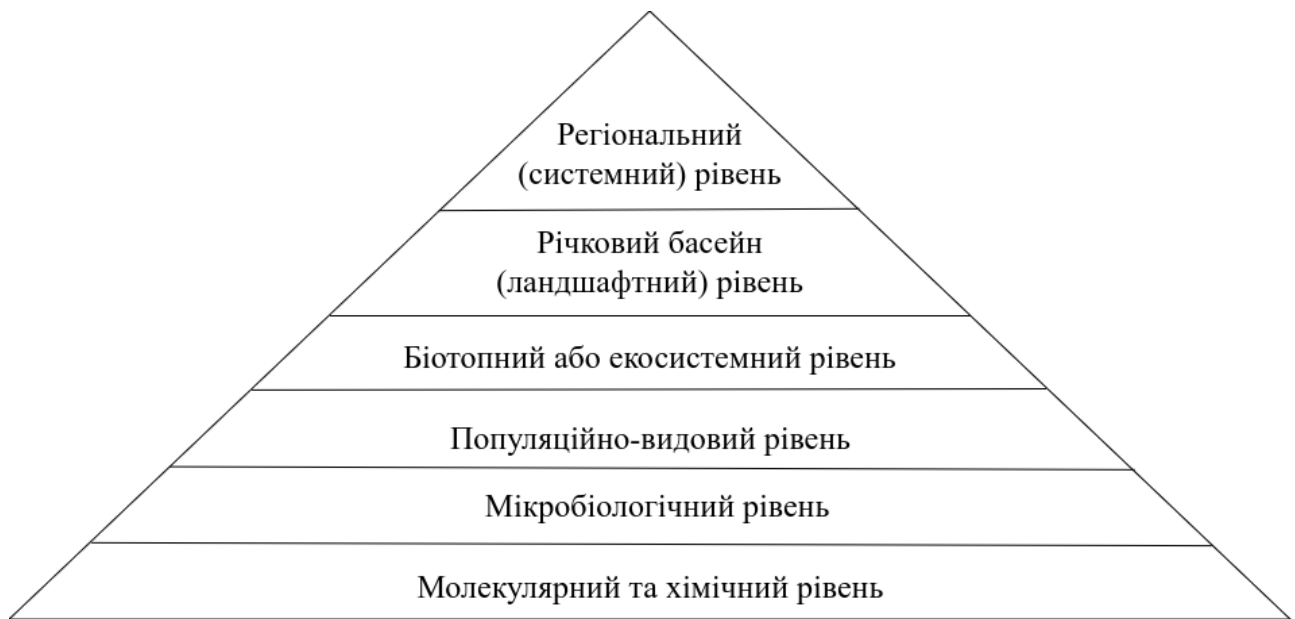 Регіональний
(системний) рівень
Річковий басейн
(ландшафтний) рівень
Біотопний або екосистемний рівень
Популяційно-видовий рівень
Мікробіологічний рівень
Молекулярний та хімічний рівень